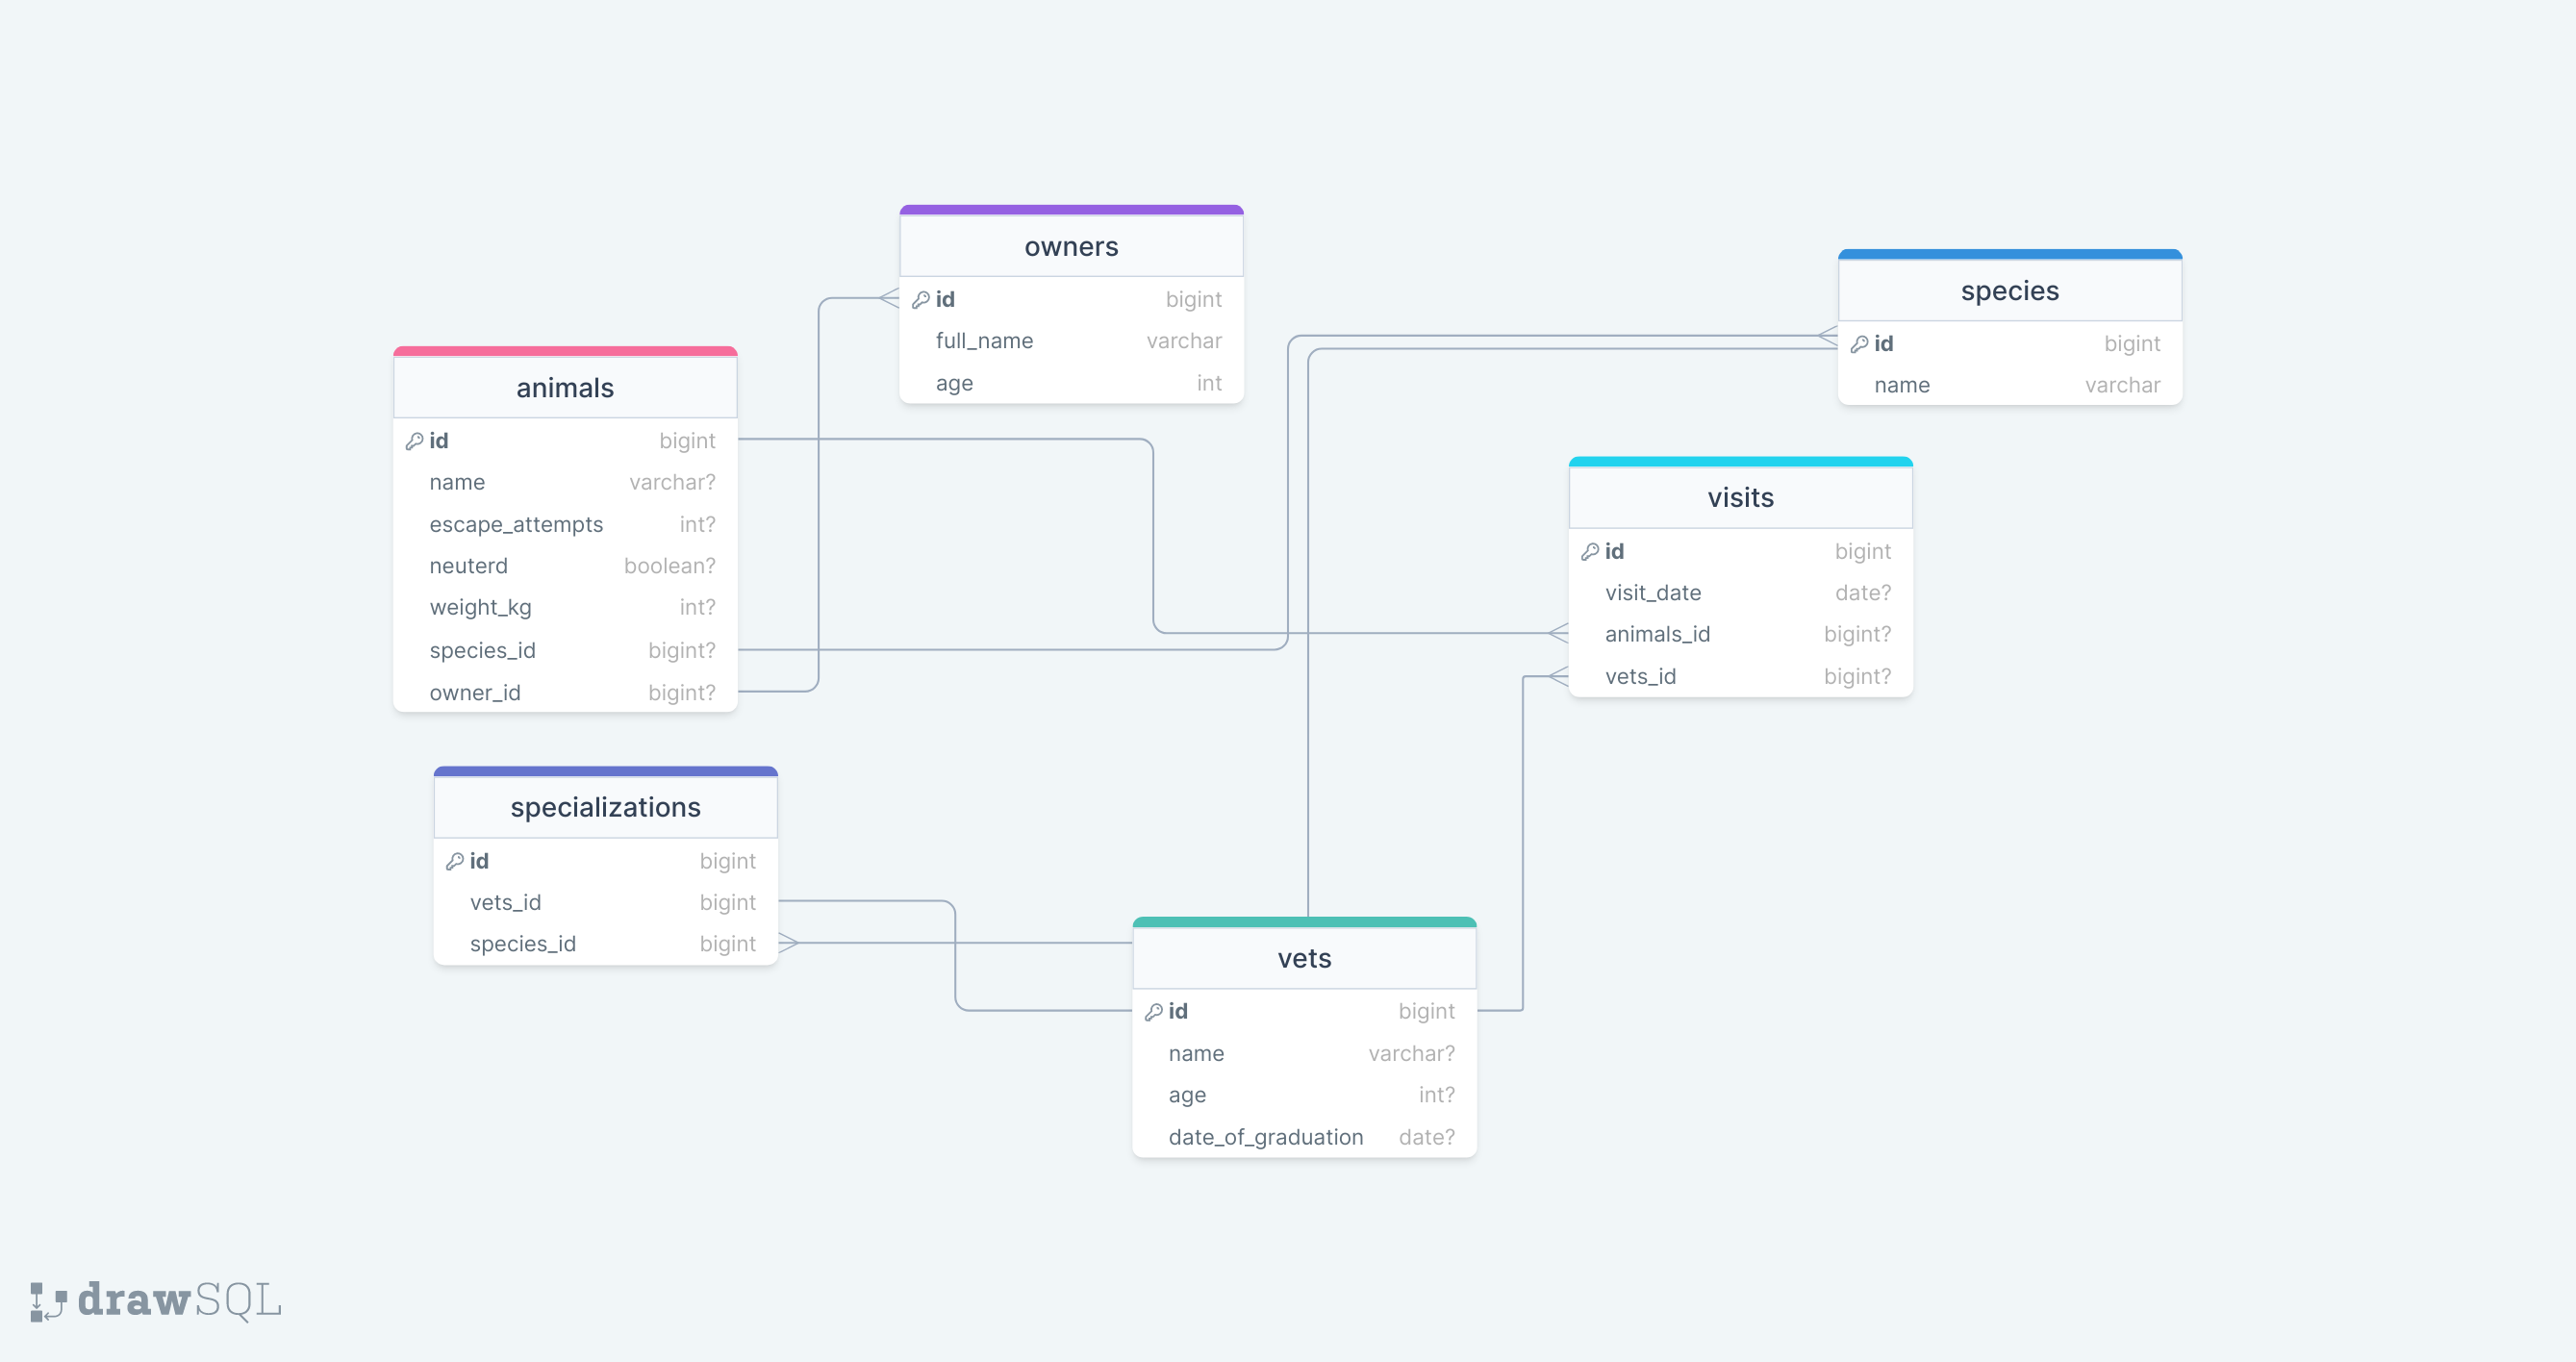 owners
id bigint
full_name varchar
age int
species
id bigint
name varchar
animals
id bigint
name varchar?
escape_attempts int?
neuterd boolean?
weight_kg int?
species_id bigint?
owner_id bigint?
visits
id bigint
visit_date date?
animals_id bigint?
vets_id bigint?
specializations
id bigint
vets_id bigint
species_id bigint
vets
id bigint
name varchar?
age int?
date_of_graduation date?
drawSQL